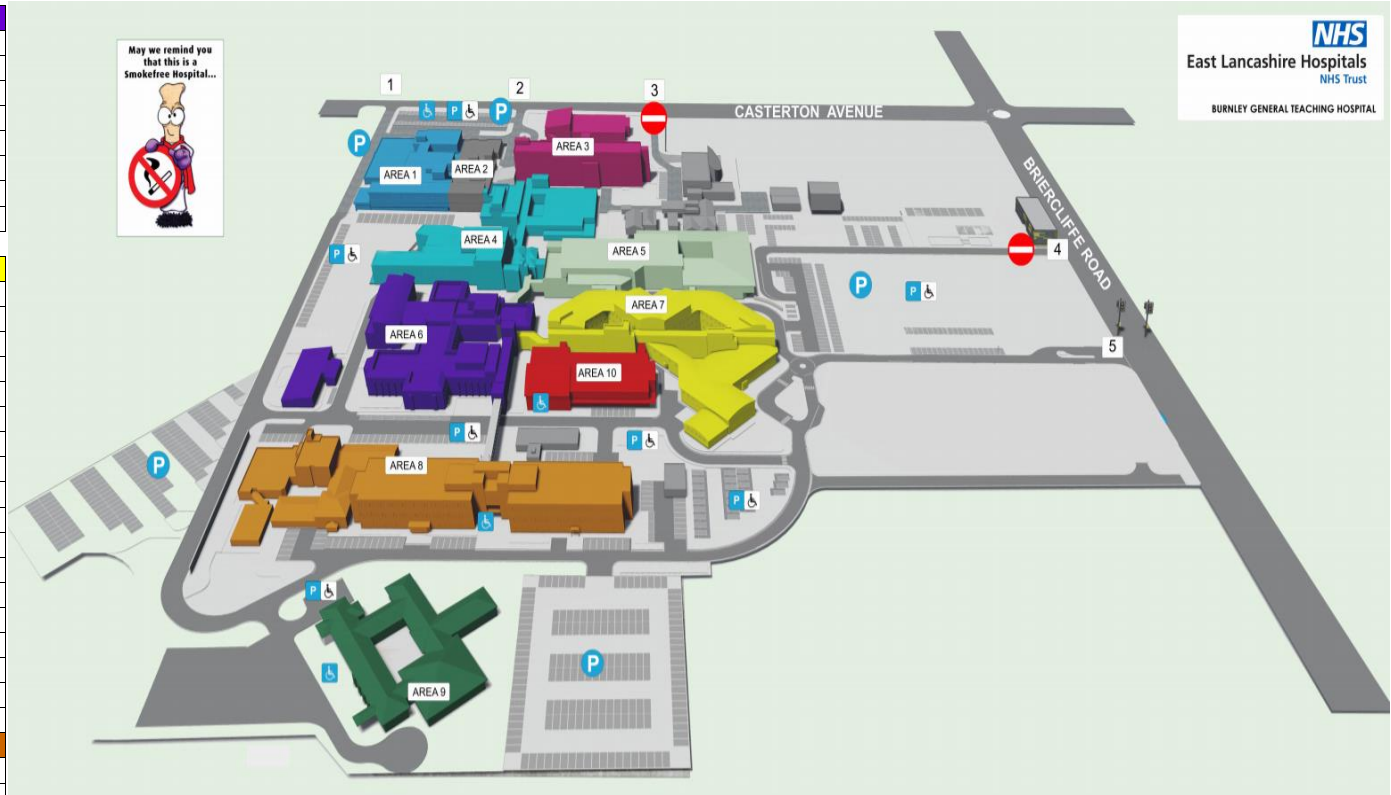 May we remind you
that this is a
Smokefree Hospital...
NHS
East Lancashire Hospitals
NHS Trust
BURNLEY GENERAL TEACHING HOSPITAL
1
2
3
CASTERTON AVENUE
P
P
P
AREA 3
AREA 1
AREA 2
BRIERCLIFFE ROAD
AREA 4
AREA 5
4
P
P
P
AREA 7
AREA 6
5
AREA 10
P
P
AREA 8
P
P
P
P
AREA 9